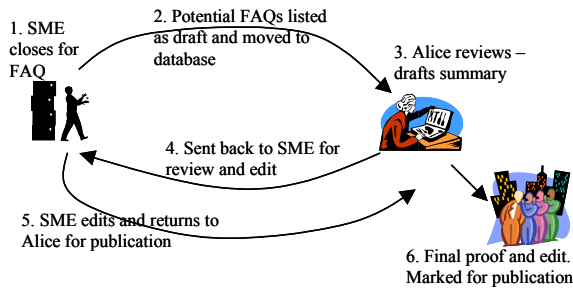 1. SME
closes for
FAQ
2. Potential FAQs listed
as draft and moved to
database
3. Alice reviews –
drafts summary
4. Sent back to SME for
review and edit
5. SME edits and returns to
Alice for publication
6. Final proof and edit.
Marked for publication